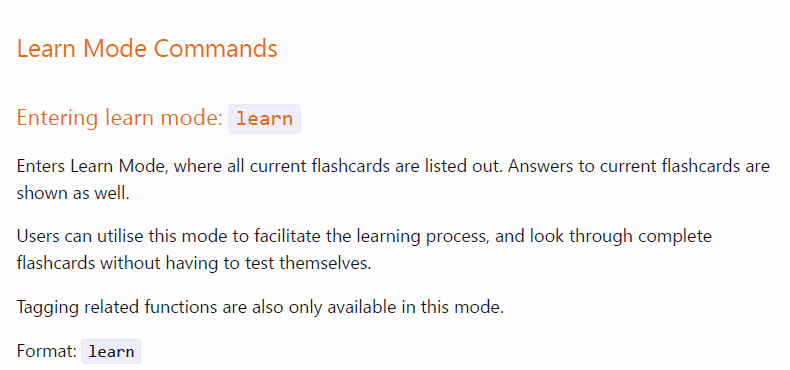 Learn Mode Commands
Entering learn mode: learn
Enters Learn Mode, where all current flashcards are listed out. Answers to current flashcards are
shown as well.
Users can utilise this mode to facilitate the learning process, and look through complete
flashcards without having to test themselves.
Tagging related functions are also only available in this mode.
Format: learn